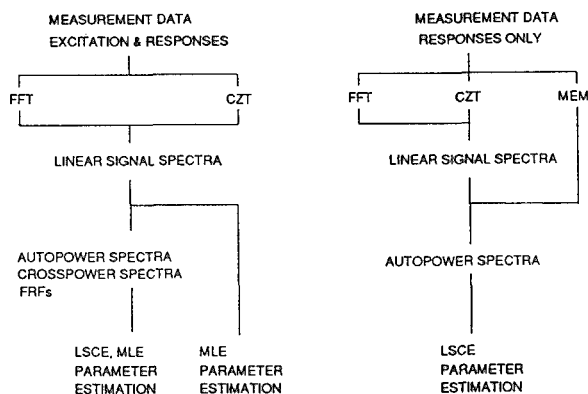 MEASUREMENT DATA
EXCITATION & RESPONSES
FFT
CZT
LINEAR SIGNAL SPECTRA
AUTOPOWER SPECTRA
CROSSPOWER SPECTRA
FRFs
LSCE, MLE
PARAMETER
ESTIMATION
MLE
PARAMETER
ESTIMATION
MEASUREMENT DATA
RESPONSES ONLY
FFT
CZT
MEM
LINEAR SIGNAL SPECTRA
AUTOPOWER SPECTRA
LSCE
PARAMETER
ESTIMATION